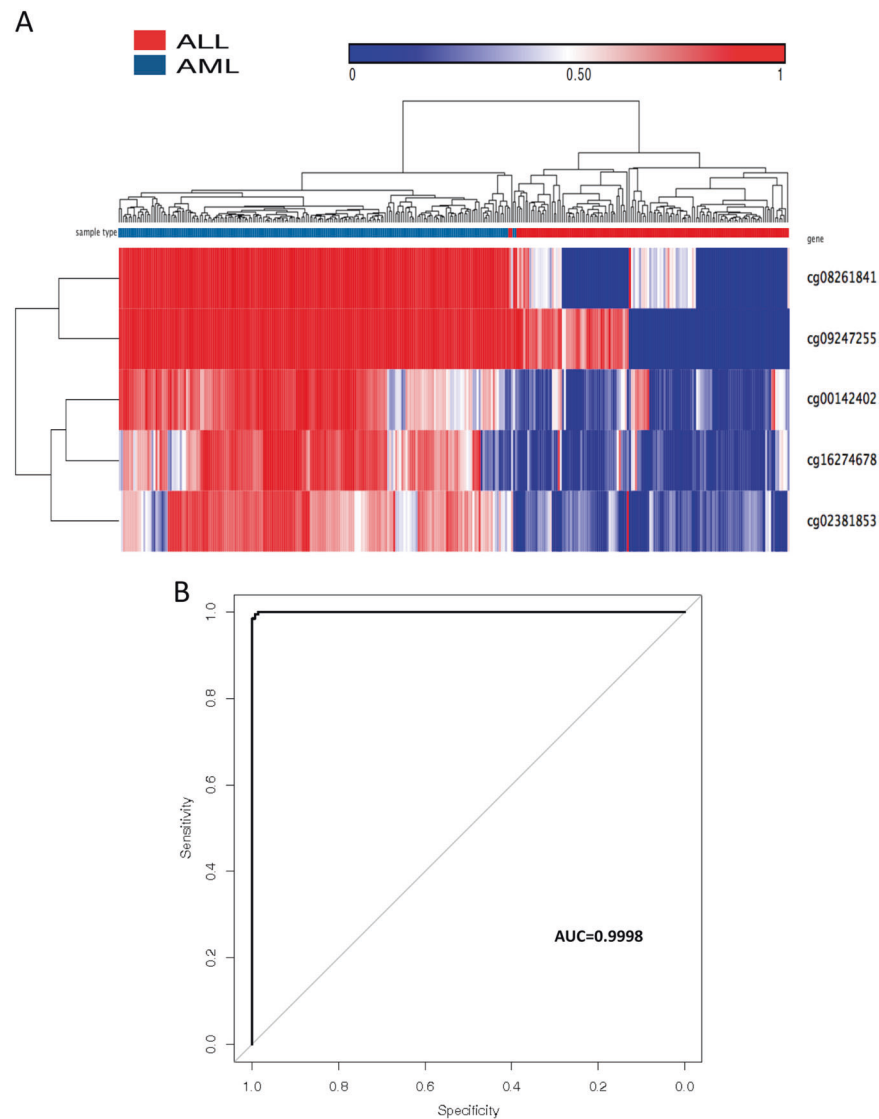 A
ALL
AML
0 0.50 1
sample type
gene
cg08261841
cg09247255
cg00142402
cg16274678
cg02381853
B
1.0
0.8
0.6
0.4
0.2
0.0
Sensitivity
AUC=0.9998
1.0 0.8 0.6 0.4 0.2 0.0
Specificity